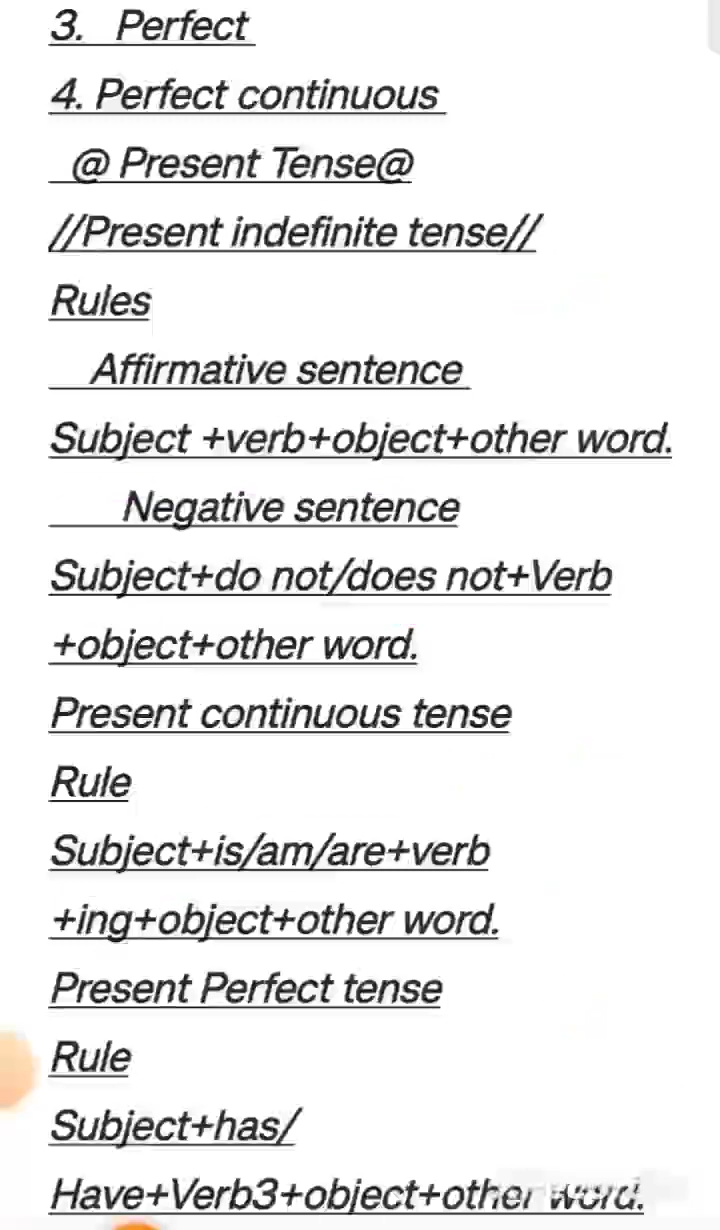 3. Perfect
4. Perfect continuous
@ Present Tense@
//Present indefinite tense//
Rules
Affirmative sentence
Subject +verb+object+other word.
Negative sentence
Subject+do not/does not+Verb
+object+other word.
Present continuous tense
Rule
Subject+is/am/are+verb
+ing+object+other word.
Present Perfect tense
Rule
Subject+has/
Have+Verb3+object+other word.